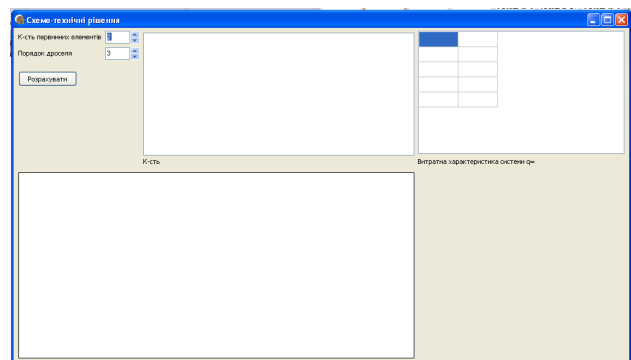 Схемо-технічні рішення
К-сть первинних елементів
Порядок дроселя 3
Розрахувати
К-сть
Витратна характеристика системи q=